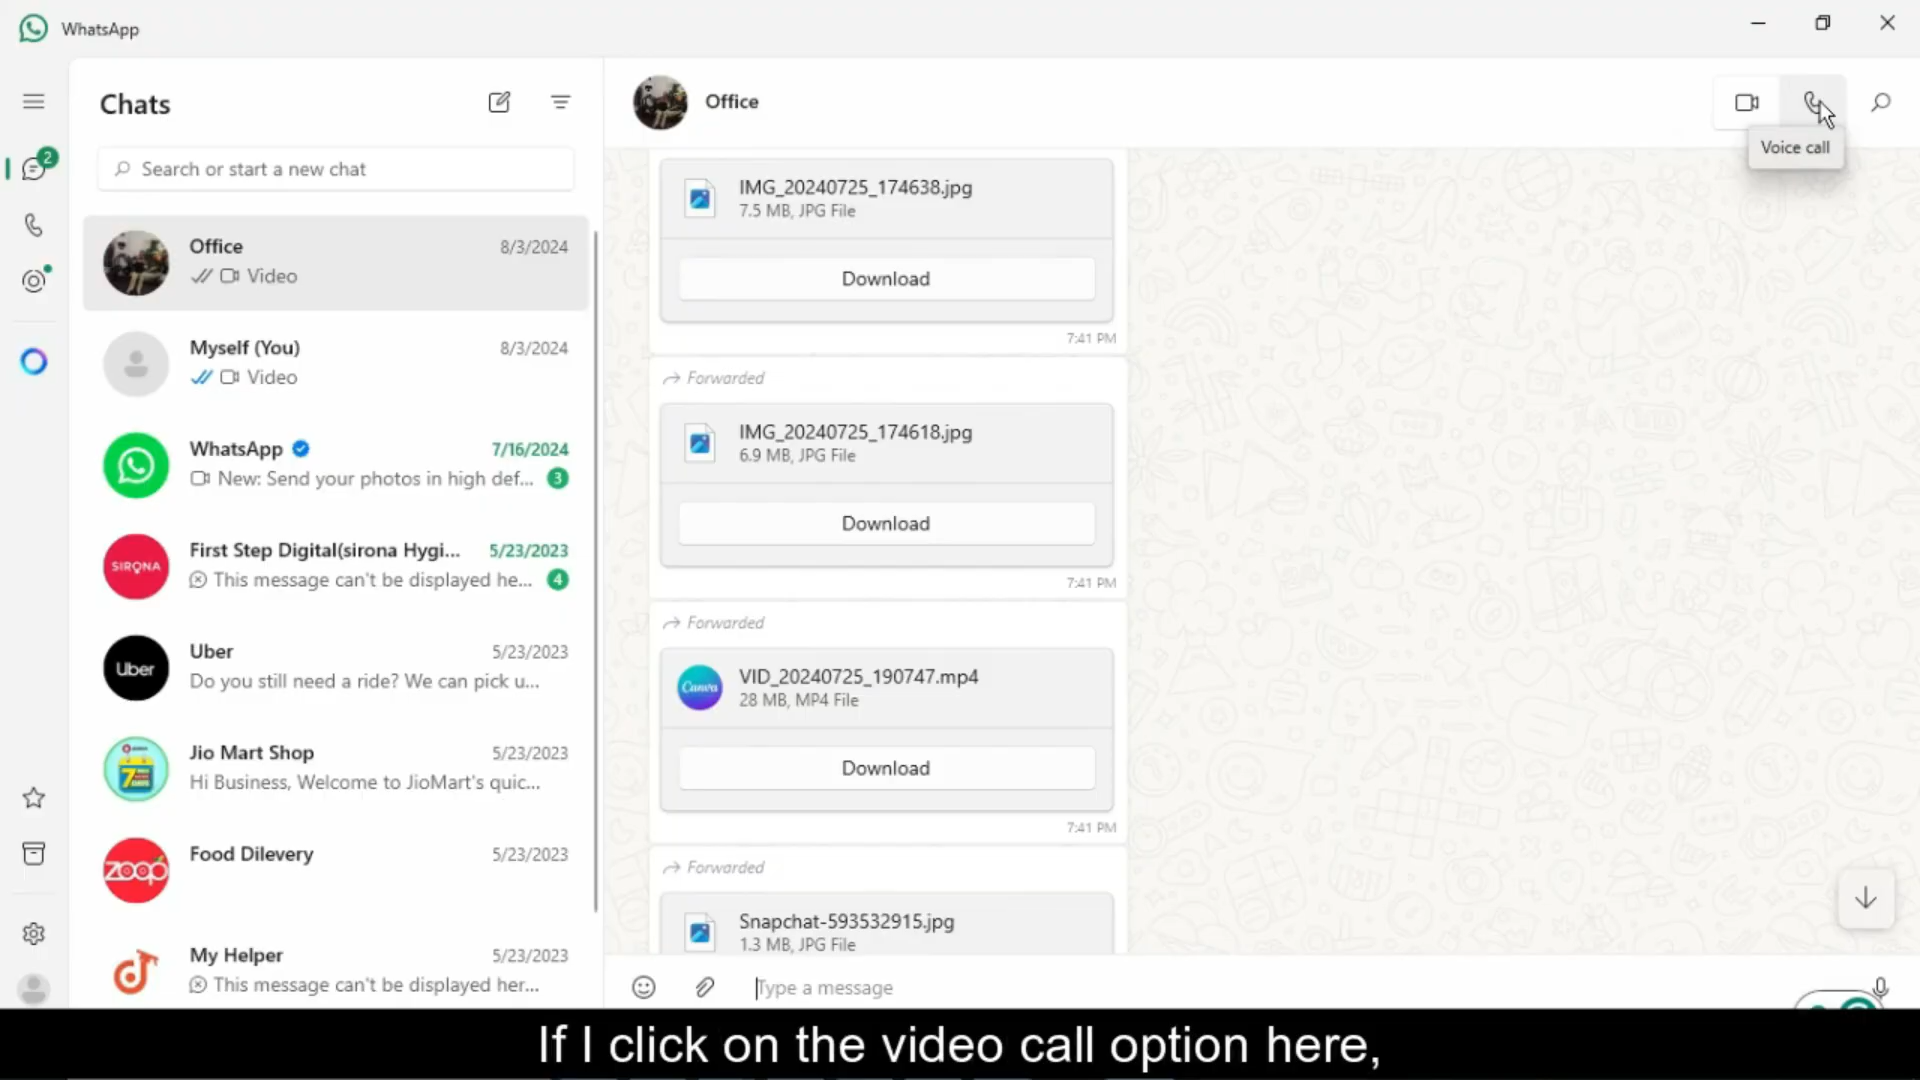 WhatsApp
Chats
Search or start a new chat
2
Office 8/3/2024
Video
Myself (You) 8/3/2024
Video
WhatsApp 7/16/2024
New: Send your photos in high def... 3
SIRONA
First Step Digital(sirona Hygi... 5/23/2023
This message can't be displayed he... 4
Uber
Uber 5/23/2023
Do you still need a ride? We can pick u...
Jio Mart Shop 5/23/2023
Hi Business, Welcome to JioMart's quic...
7
zoop
Food Dilevery 5/23/2023
My Helper 5/23/2023
This message can't be displayed her...
Office
Voice call
IMG_20240725_174638.jpg
7.5 MB, JPG File
Download
7:41 PM
Forwarded
IMG_20240725_174618.jpg
6.9 MB, JPG File
Download
7:41 PM
Forwarded
Canva
VID_20240725_190747.mp4
28 MB, MP4 File
Download
7:41 PM
Forwarded
Snapchat-593532915.jpg
1.3 MB, JPG File
Type a message
If I click on the video call option here,